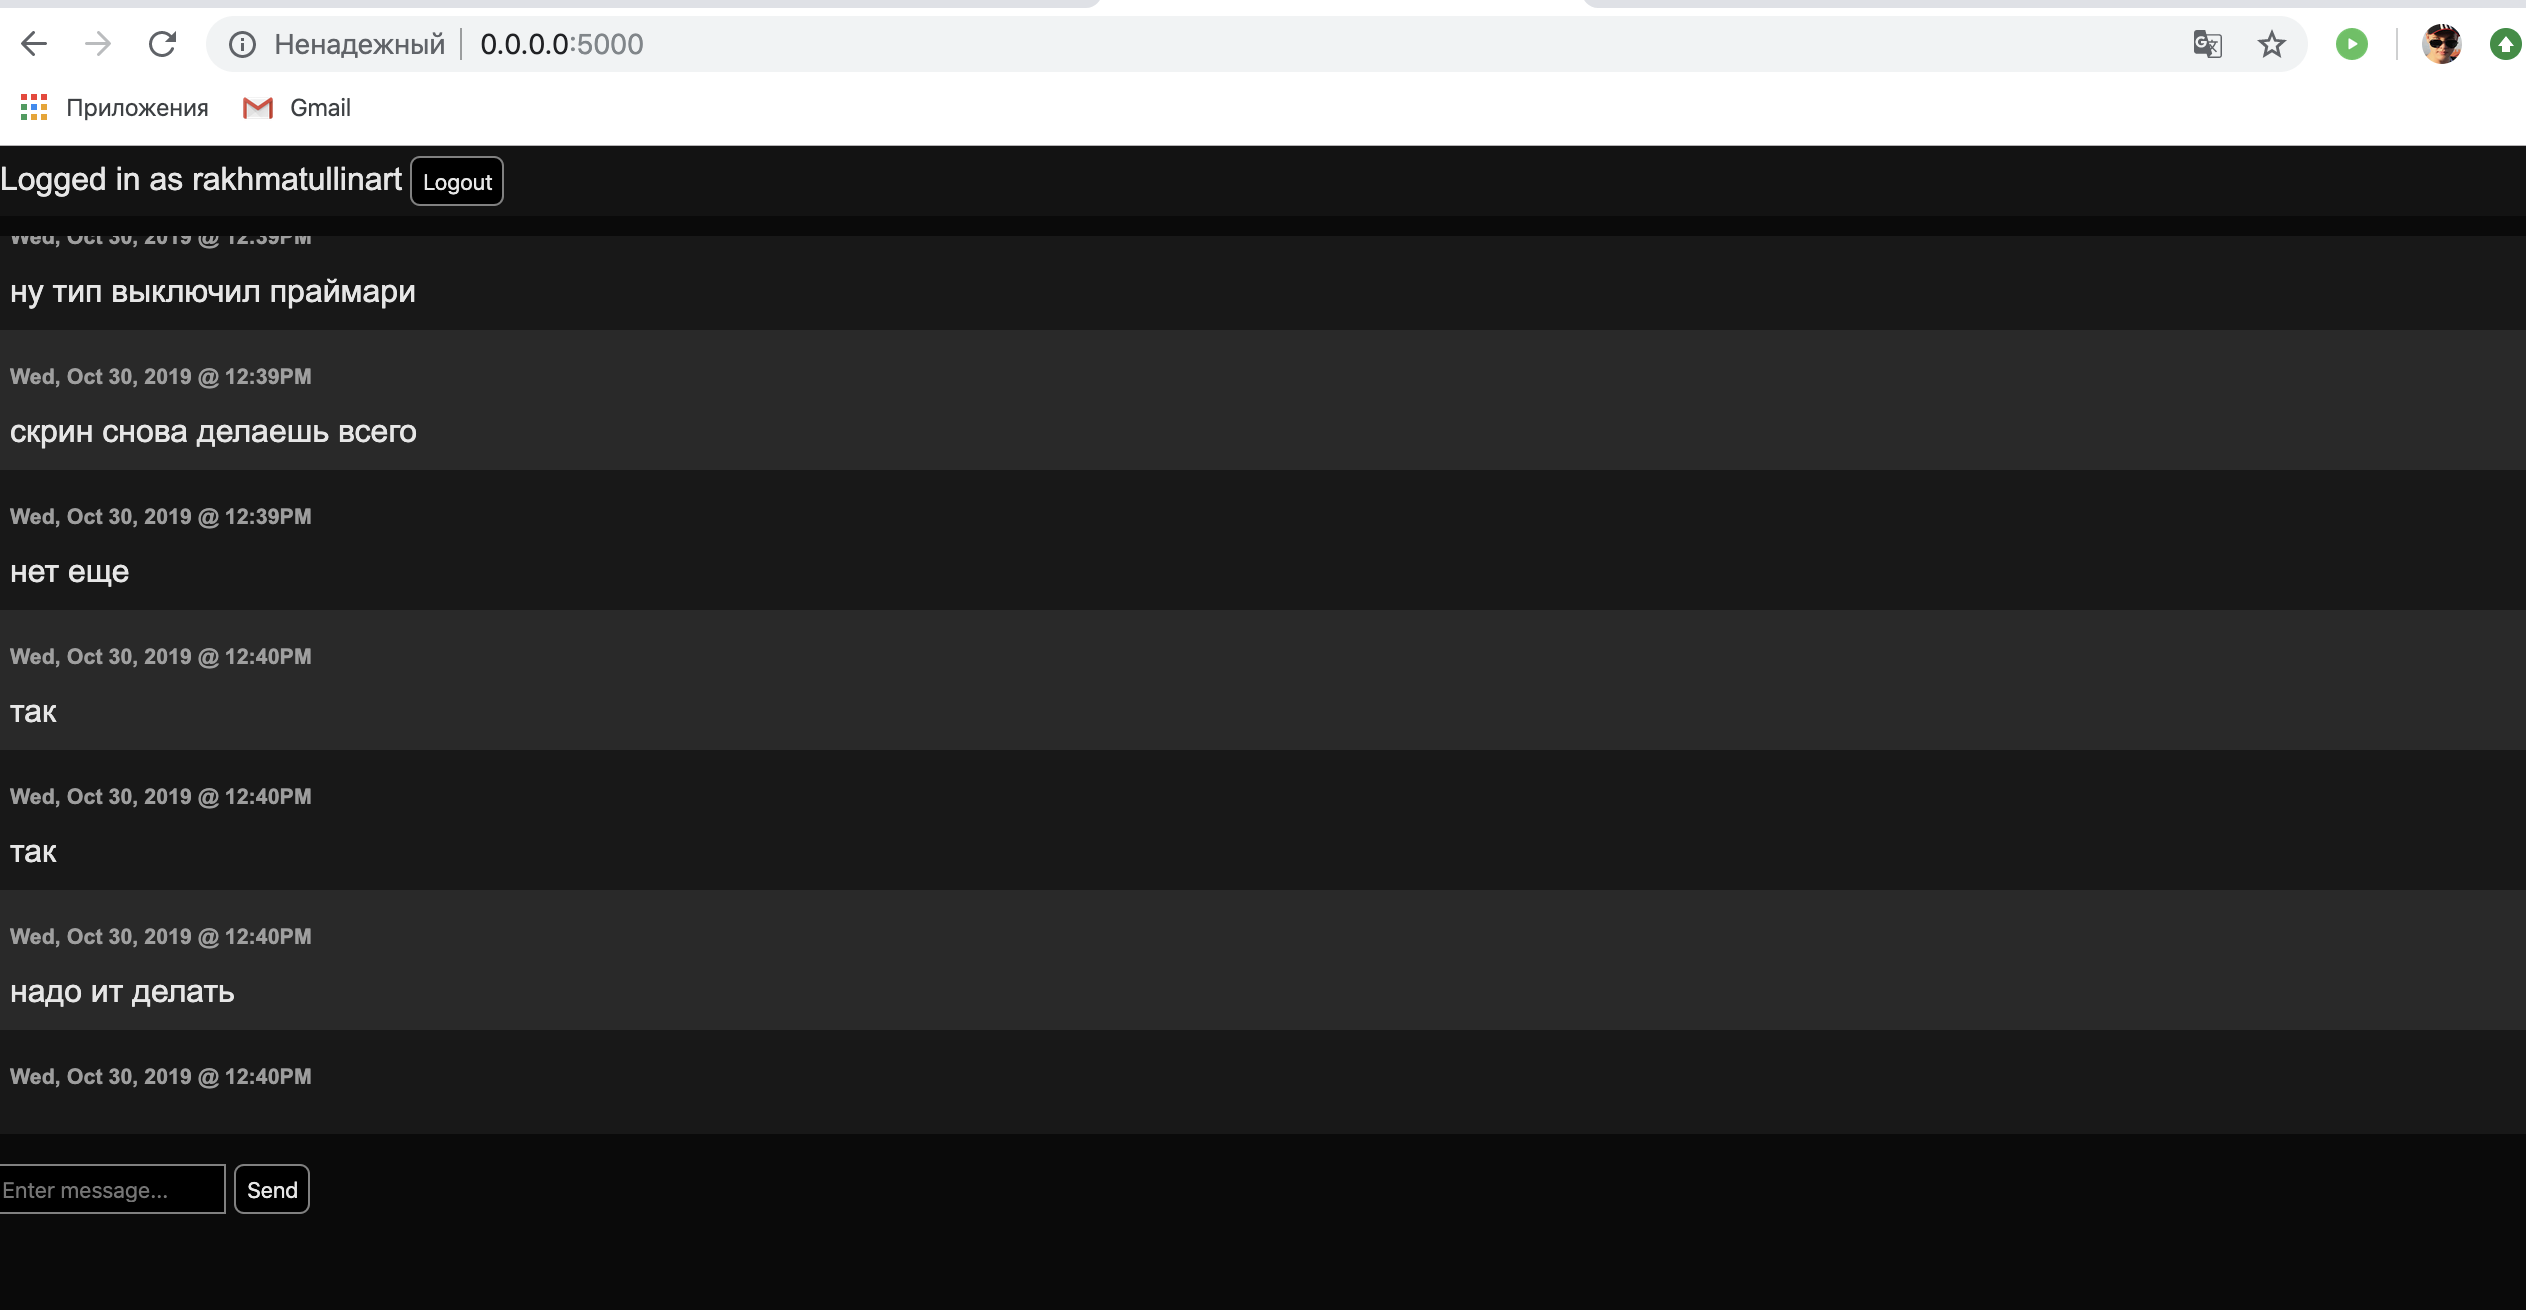 Ненадежный 0.0.0.0:5000
Приложения Gmail
Logged in as rakhmatullinart Logout
Wed, Oct 30, 2019 @ 12:39PM
ну тип выключил праймари
Wed, Oct 30, 2019 @ 12:39PM
скрин снова делаешь всего
Wed, Oct 30, 2019 @ 12:39PM
нет еще
Wed, Oct 30, 2019 @ 12:40PM
так
Wed, Oct 30, 2019 @ 12:40PM
так
Wed, Oct 30, 2019 @ 12:40PM
надо ит делать
Wed, Oct 30, 2019 @ 12:40PM
Enter message... Send